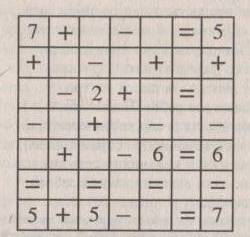 7 + − = 5
+ − + +
− 2 + =
− + − −
+ − 6 = 6
= = = =
5 + 5 − = 7